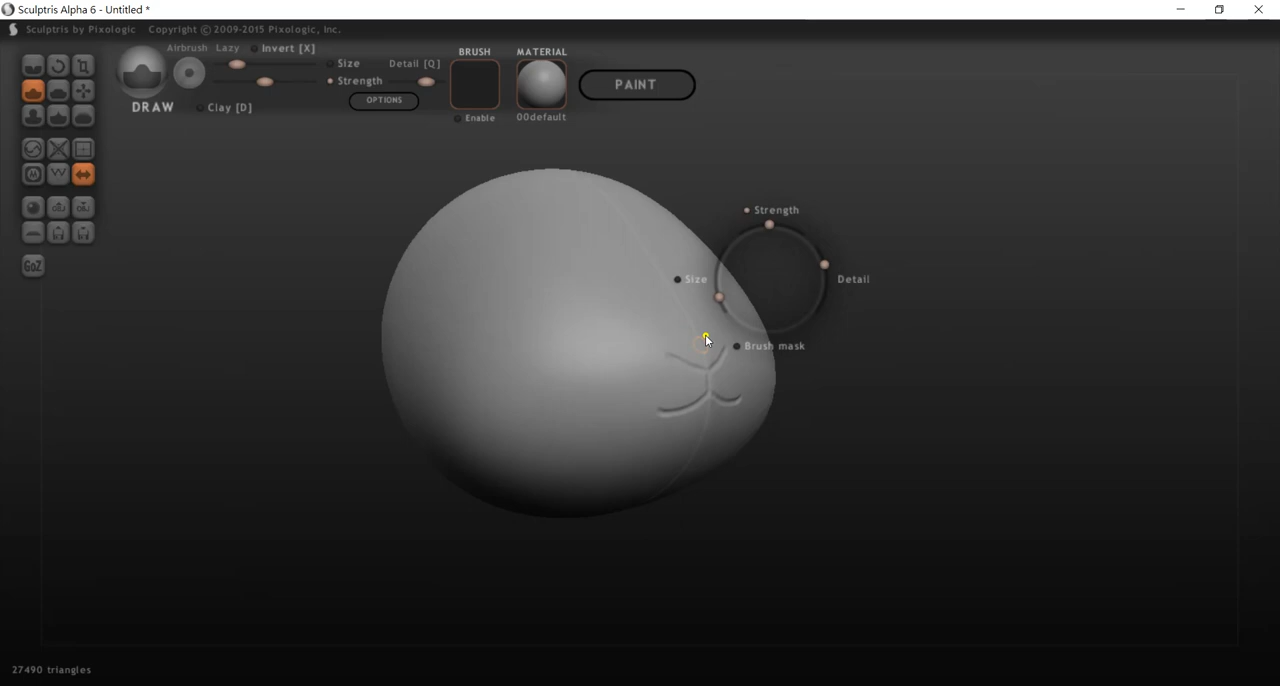 Sculptris Alpha 6 - Untitled *
Sculptris by Pixologic Copyright © 2009-2015 Pixologic, Inc.
Airbrush Lazy Invert [X]
Size Detail [Q]
Strength
OPTIONS
DRAW Clay [D]
BRUSH
Enable
MATERIAL
00default
PAINT
GoZ
Strength
Size
Detail
Brush mask
27490 triangles